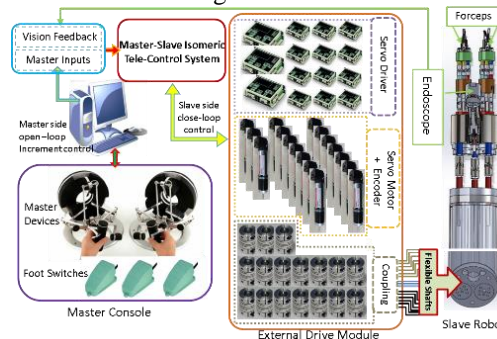 Vision Feedback
Master Inputs
Master-Slave Isomeric
Tele-Control System
Master side
open-loop
Increment control
Slave side
close-loop
control
Master
Devices
Foot Switches
Master Console
Servo Driver
Servo Motor
+ Encoder
Coupling
External Drive Module
Flexible Shafts
Endoscope
Forceps
Slave Robot